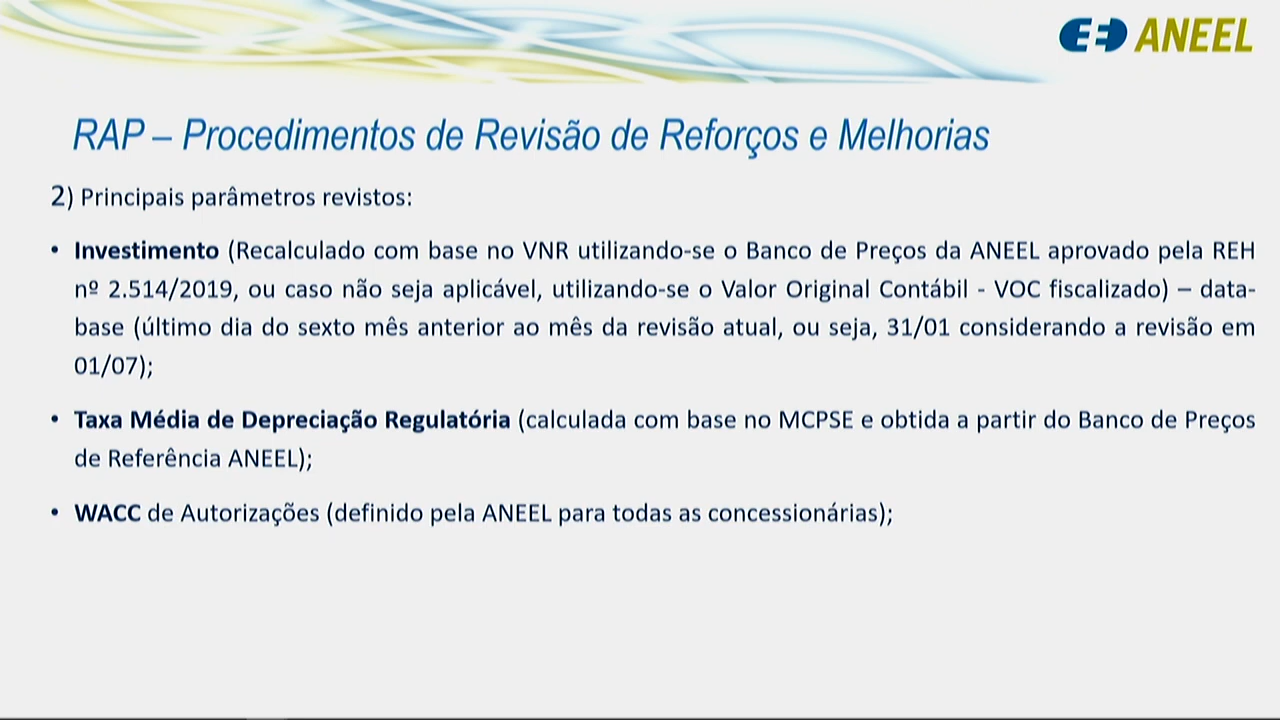 ANEEL
RAP – Procedimentos de Revisão de Reforços e Melhorias
2) Principais parâmetros revistos:
• Investimento (Recalculado com base no VNR utilizando-se o Banco de Preços da ANEEL aprovado pela REH
nº 2.514/2019, ou caso não seja aplicável, utilizando-se o Valor Original Contábil - VOC fiscalizado) – data-
base (último dia do sexto mês anterior ao mês da revisão atual, ou seja, 31/01 considerando a revisão em
01/07);
• Taxa Média de Depreciação Regulatória (calculada com base no MCPSE e obtida a partir do Banco de Preços
de Referência ANEEL);
• WACC de Autorizações (definido pela ANEEL para todas as concessionárias);